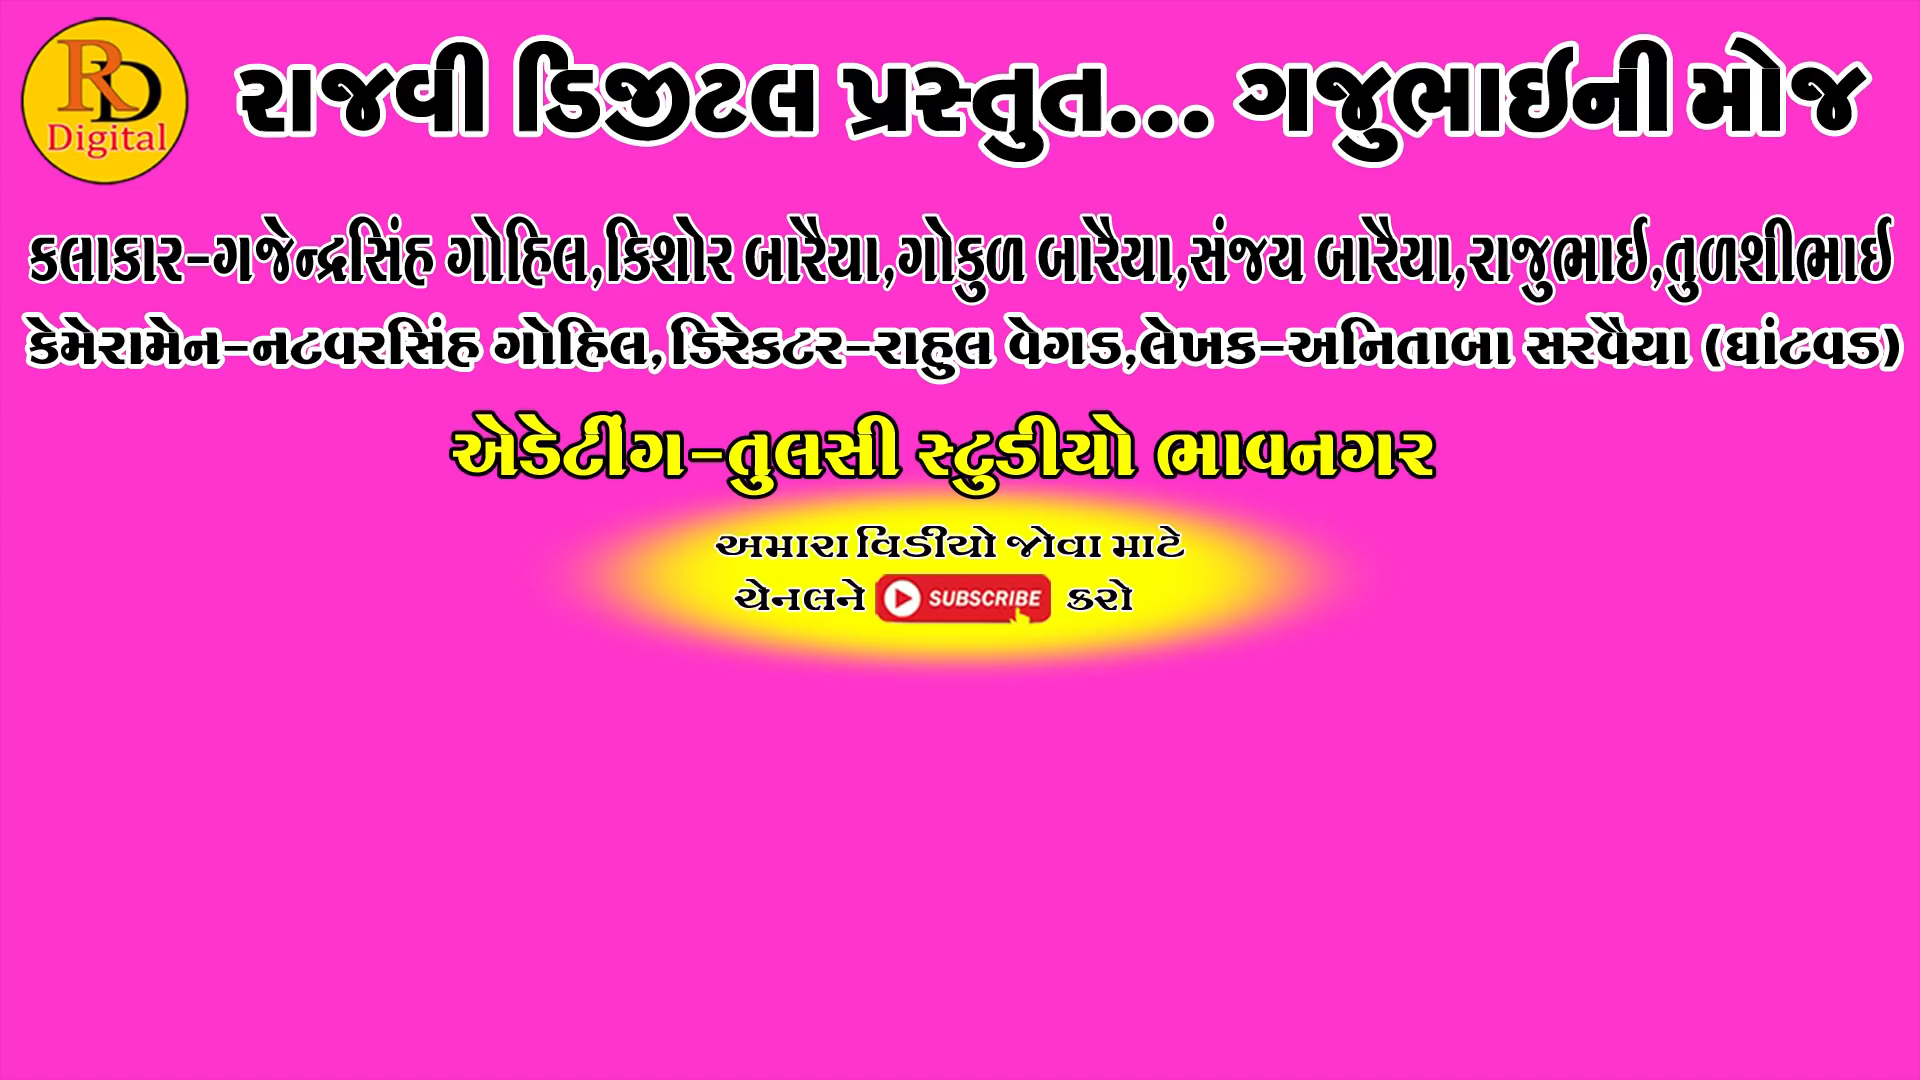 RD
Digital
રાજવી ડિજીટલ પ્રસ્તુત... ગજુભાઇની મોજ
કલાકાર-ગજેન્દ્રસિંહ ગોહિલ,કિશોર બારૈયા,ગોકુળ બારૈયા,સંજય બારૈયા,રાજુભાઈ,તુળશીભાઈ
કેમેરામેન-નટવરસિંહ ગોહિલ, ડિરેકટર-રાહુલ વેગડ,લેખક-અનિતાબા સરવૈયા (ઘાંટવડ)
એડેટીંગ-તુલસી સ્ટુડીયો ભાવનગર
અમારા વિડીયો જોવા માટે
ચેનલને SUBSCRIBE કરો